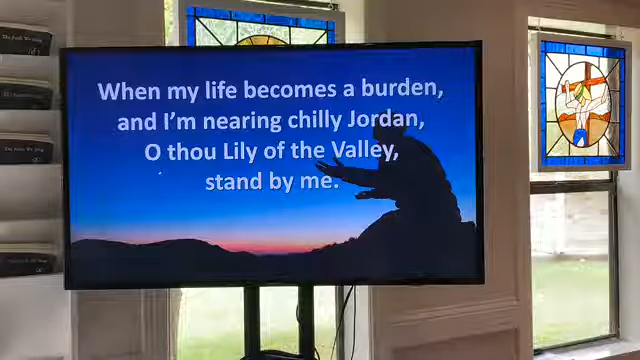 When my life becomes a burden,
and I'm nearing chilly Jordan,
O thou Lily of the Valley,
stand by me.